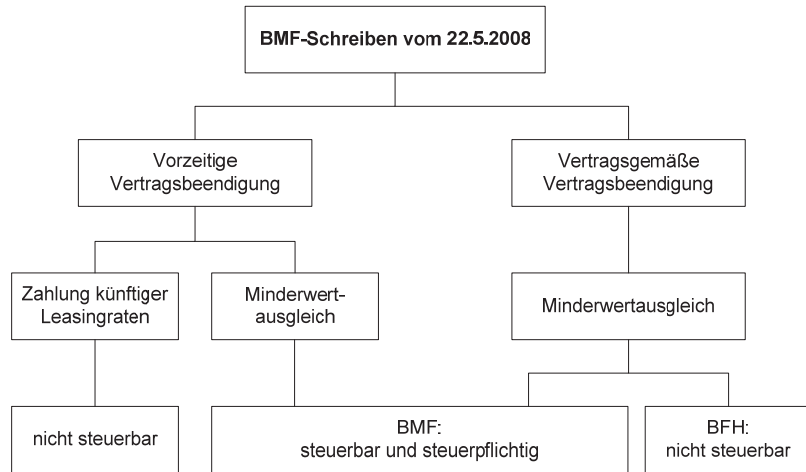 BMF-Schreiben vom 22.5.2008
Vorzeitige
Vertragsbeendigung
Vertragsgemäße
Vertragsbeendigung
Zahlung künftiger
Leasingraten
Minderwert-
ausgleich
Minderwertausgleich
nicht steuerbar
BMF:
steuerbar und steuerpflichtig
BFH:
nicht steuerbar